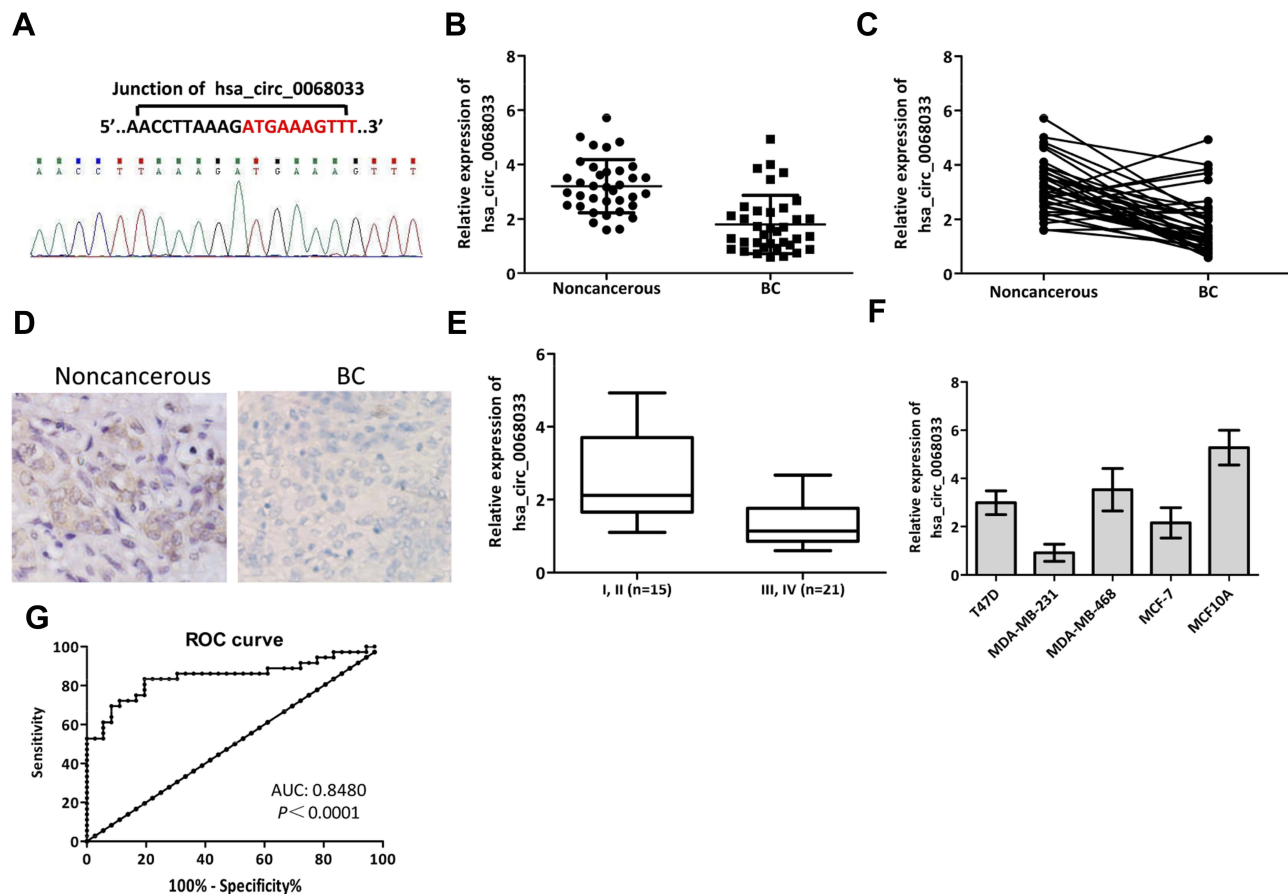 A
Junction of hsa_circ_0068033
5’..AACCTTAAAGATGAAAGTTT..3’
A A C C T T A A A G A T G A A A G T T T
B
Relative expression of
hsa_circ_0068033
8
6
4
2
0
Noncancerous BC
C
Relative expression of
hsa_circ_0068033
8
6
4
2
0
Noncancerous BC
D
Noncancerous BC
E
Relative expression of
hsa_circ_0068033
6
4
2
0
I, II (n=15) III, IV (n=21)
F
Relative expression of
hsa_circ_0068033
8
6
4
2
0
T47D
MDA-MB-231
MDA-MB-468
MCF-7
MCF10A
G
ROC curve
Sensitivity
100
80
60
40
20
0
AUC: 0.8480
P< 0.0001
0 20 40 60 80 100
100% - Specificity%